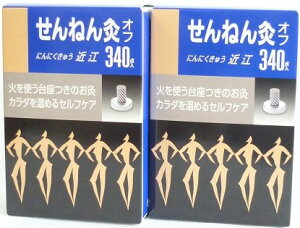 せんねん灸
オフ
にんにくきゅう 近江 340点入
火を使う台座つきのお灸
カラダを温めるセルフケア
せんねん灸
オフ
にんにくきゅう 近江 340点入
火を使う台座つきのお灸
カラダを温めるセルフケア